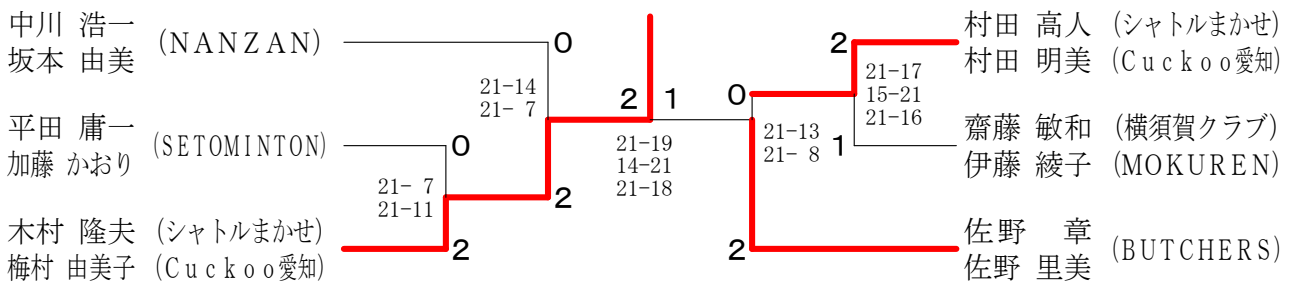 中川 浩一
坂本 由美
(NANZAN)
0
21-14
21- 7
平田 庸一
加藤 かおり
(SETOMINTON)
0
21- 7
21-11
2
木村 隆夫 (シャトルまかせ)
梅村 由美子 (Cuckoo愛知)
2
2 1
21-19
14-21
21-18
村田 高人 (シャトルまかせ)
村田 明美 (Cuckoo愛知)
2
21-17
15-21
21-16
0
21-13
21- 8
1
齋藤 敏和 (横須賀クラブ)
伊藤 綾子 (MOKUREN)
佐野 章
佐野 里美
(BUTCHERS)
2